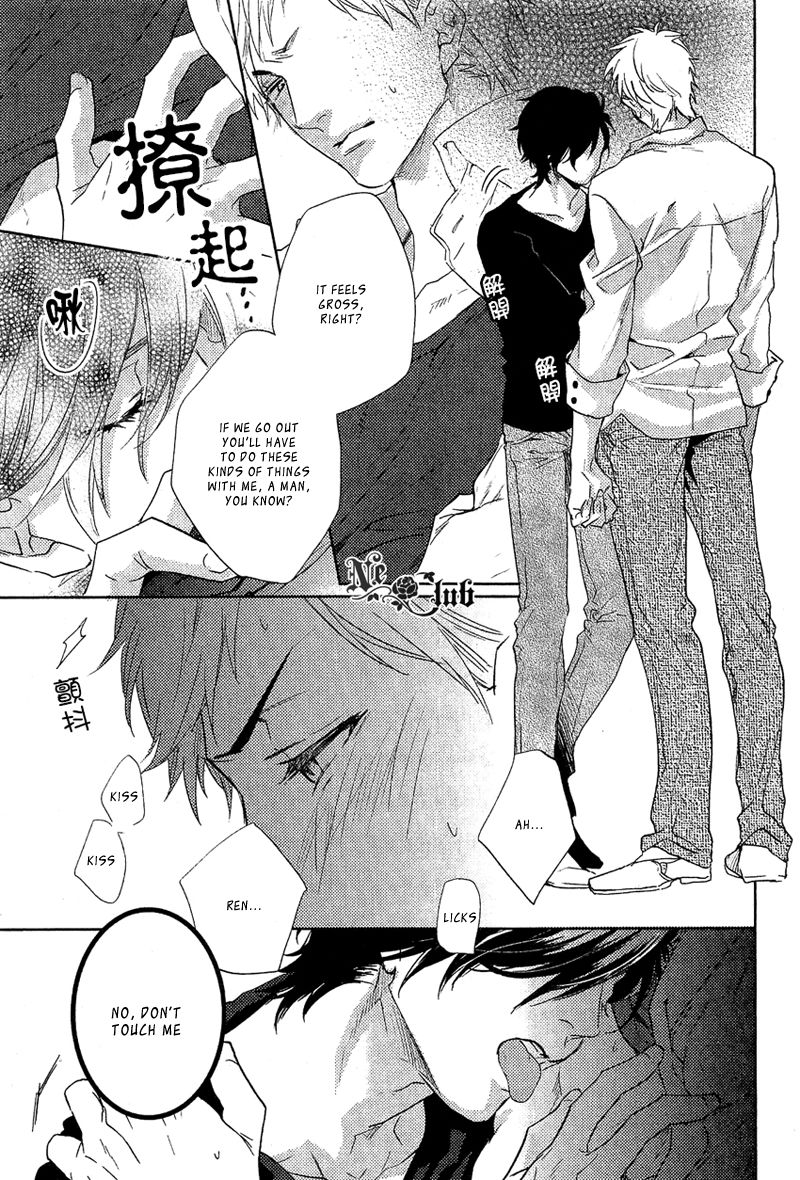 解開
解開
撩
起…
啾
IT FEELS
GROSS,
RIGHT?
IF WE GO OUT
YOU'LL HAVE
TO DO THESE
KINDS OF THINGS
WITH ME, A MAN,
YOU KNOW?
Ne Club
AH...
顫抖
KISS
KISS
REN...
LICKS
NO, DON'T
TOUCH ME